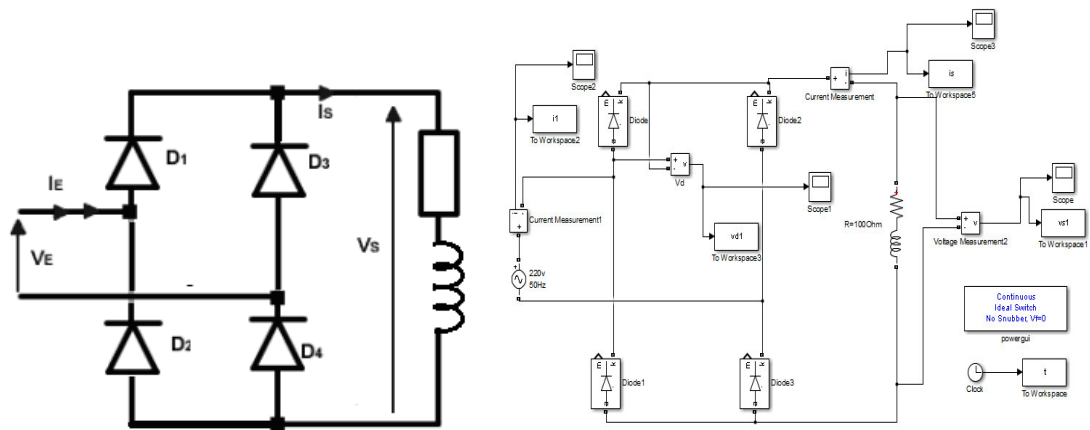 D1
D3
D2
D4
IE
IS
VE
VS
Scope2
i1
To Workspace2
m
k
a
Diode
m
k
a
Diode2
+
-
i
Current Measurement
Scope3
is
To Workspace5
+
-
v
Vd
Scope1
vd1
To Workspace3
i
-
+
Current Measurement1
+
220v
50Hz
R=100Ohm
+
-
v
Voltage Measurement2
Scope
vs1
To Workspace1
m
k
a
Diode1
m
k
a
Diode3
Continuous
Ideal Switch
No Snubber, Vf=0
powergui
Clock
t
To Workspace